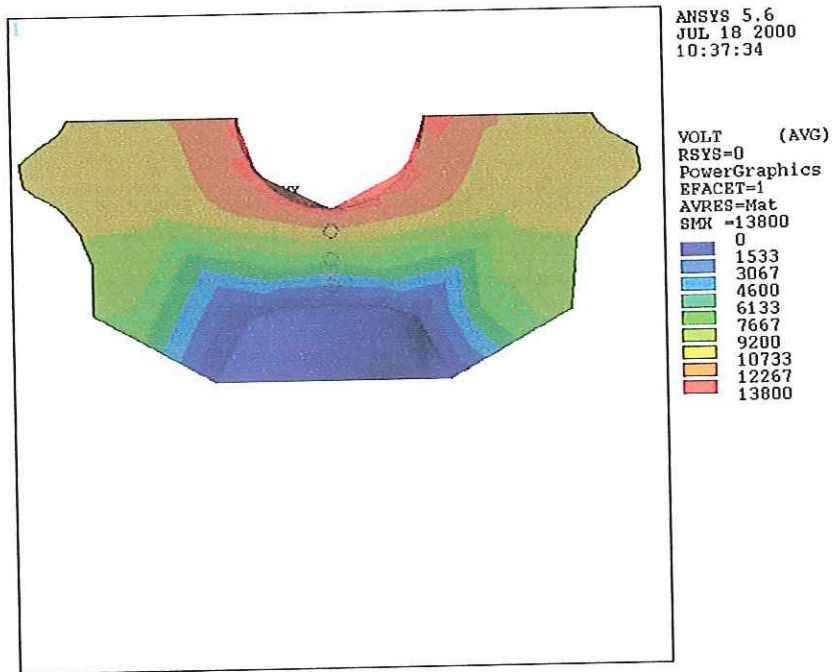 1
ANSYS 5.6
JUL 18 2000
10:37:34
VOLT (AVG)
RSYS=0
PowerGraphics
EFACET=1
AVRES=Mat
SMX =13800
0
1533
3067
4600
6133
7667
9200
10733
12267
13800